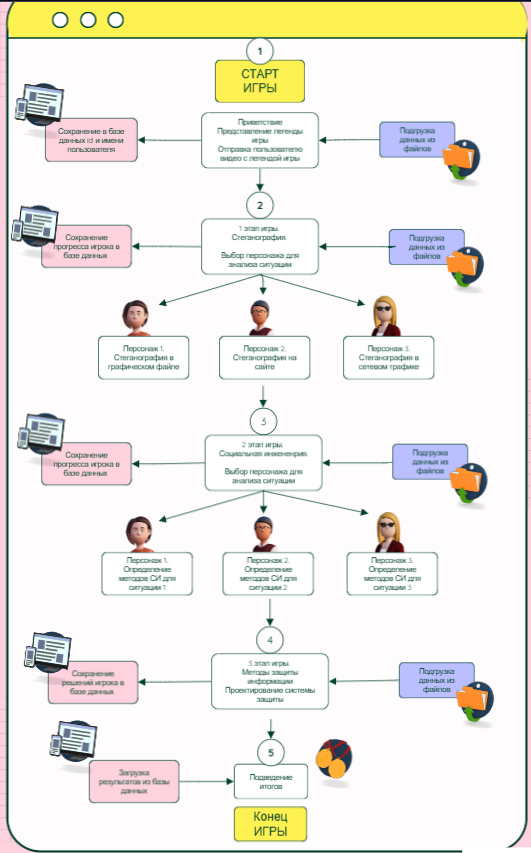 1
СТАРТ
ИГРЫ
Сохранение в базе
данных id и имени
пользователя
Приветствие
Представление легенды
игры
Отправка пользователю
видео с легендой игры
Подгрузка
данных из
файлов
2
Сохранение
прогресса игрока в
базе данных
1 этап игры.
Стеганография.
Выбор персонажа для
анализа ситуации
Подгрузка
данных из
файлов
Персонаж 1.
Стеганография в
графическом файле
Персонаж 2.
Стеганография на
сайте
Персонаж 3.
Стеганография в
сетевом трафике
3
Сохранение
прогресса игрока в
базе данных
2 этап игры.
Социальная инженерия.
Выбор персонажа для
анализа ситуации
Подгрузка
данных из
файлов
Персонаж 1.
Определение
методов СИ для
ситуации 1
Персонаж 2.
Определение
методов СИ для
ситуации 2
Персонаж 3.
Определение
методов СИ для
ситуации 3
4
Сохранение
решений игрока в
базе данных
3 этап игры.
Методы защиты
информации
Проектирование системы
защиты
Подгрузка
данных из
файлов
5
Загрузка
результатов из базы
данных
Подведение
итогов
Конец
ИГРЫ